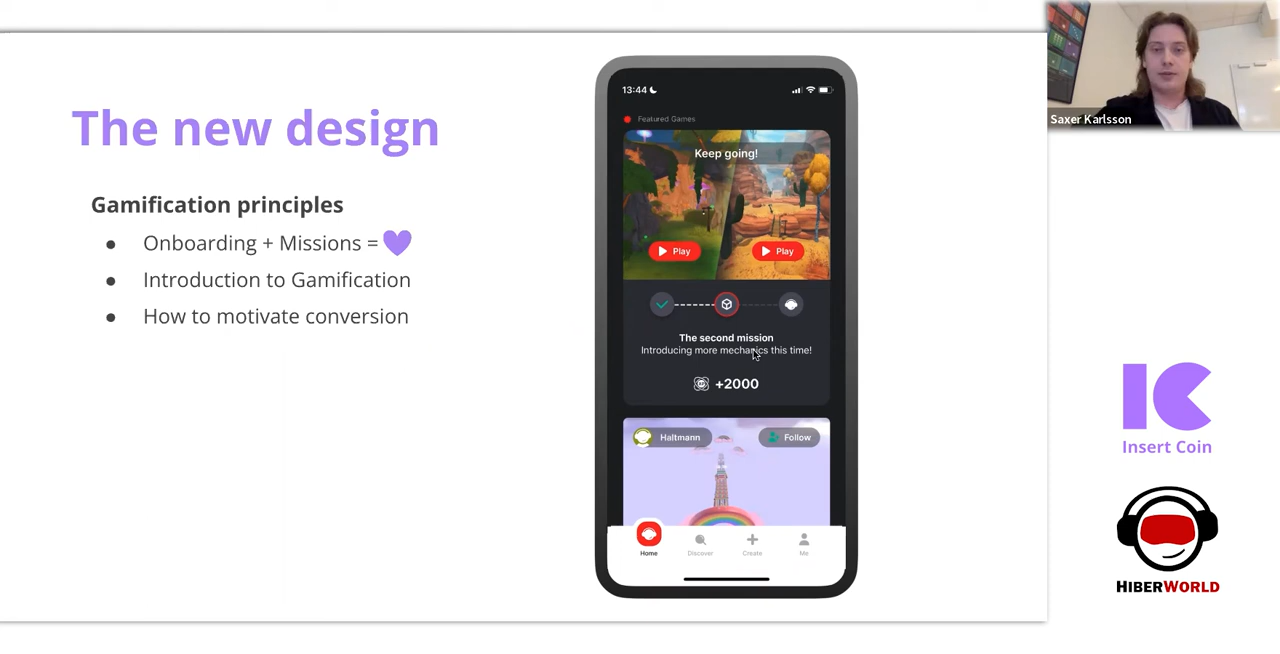 The new design
Gamification principles
● Onboarding + Missions = 💜
● Introduction to Gamification
● How to motivate conversion
13:44
Featured Games
Keep going!
Play
Play
The second mission
Introducing more mechanics this time!
+2000
Haltmann
Follow
Home
Discover
Create
Me
Saxer Karlsson
IC
Insert Coin
HIBERWORLD